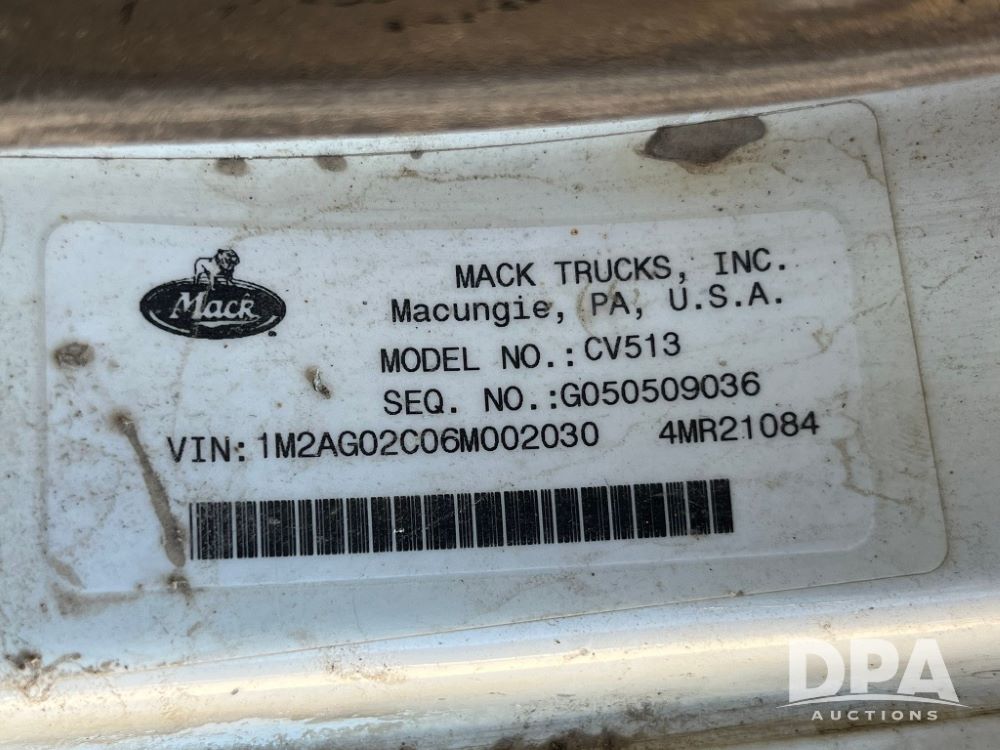 Mack
MACK TRUCKS, INC.
Macungie, PA, U.S.A.
MODEL NO.:CV513
SEQ. NO.:G050509036
VIN: 1M2AG02C06M002030 4MR21084
DPA
AUCTIONS